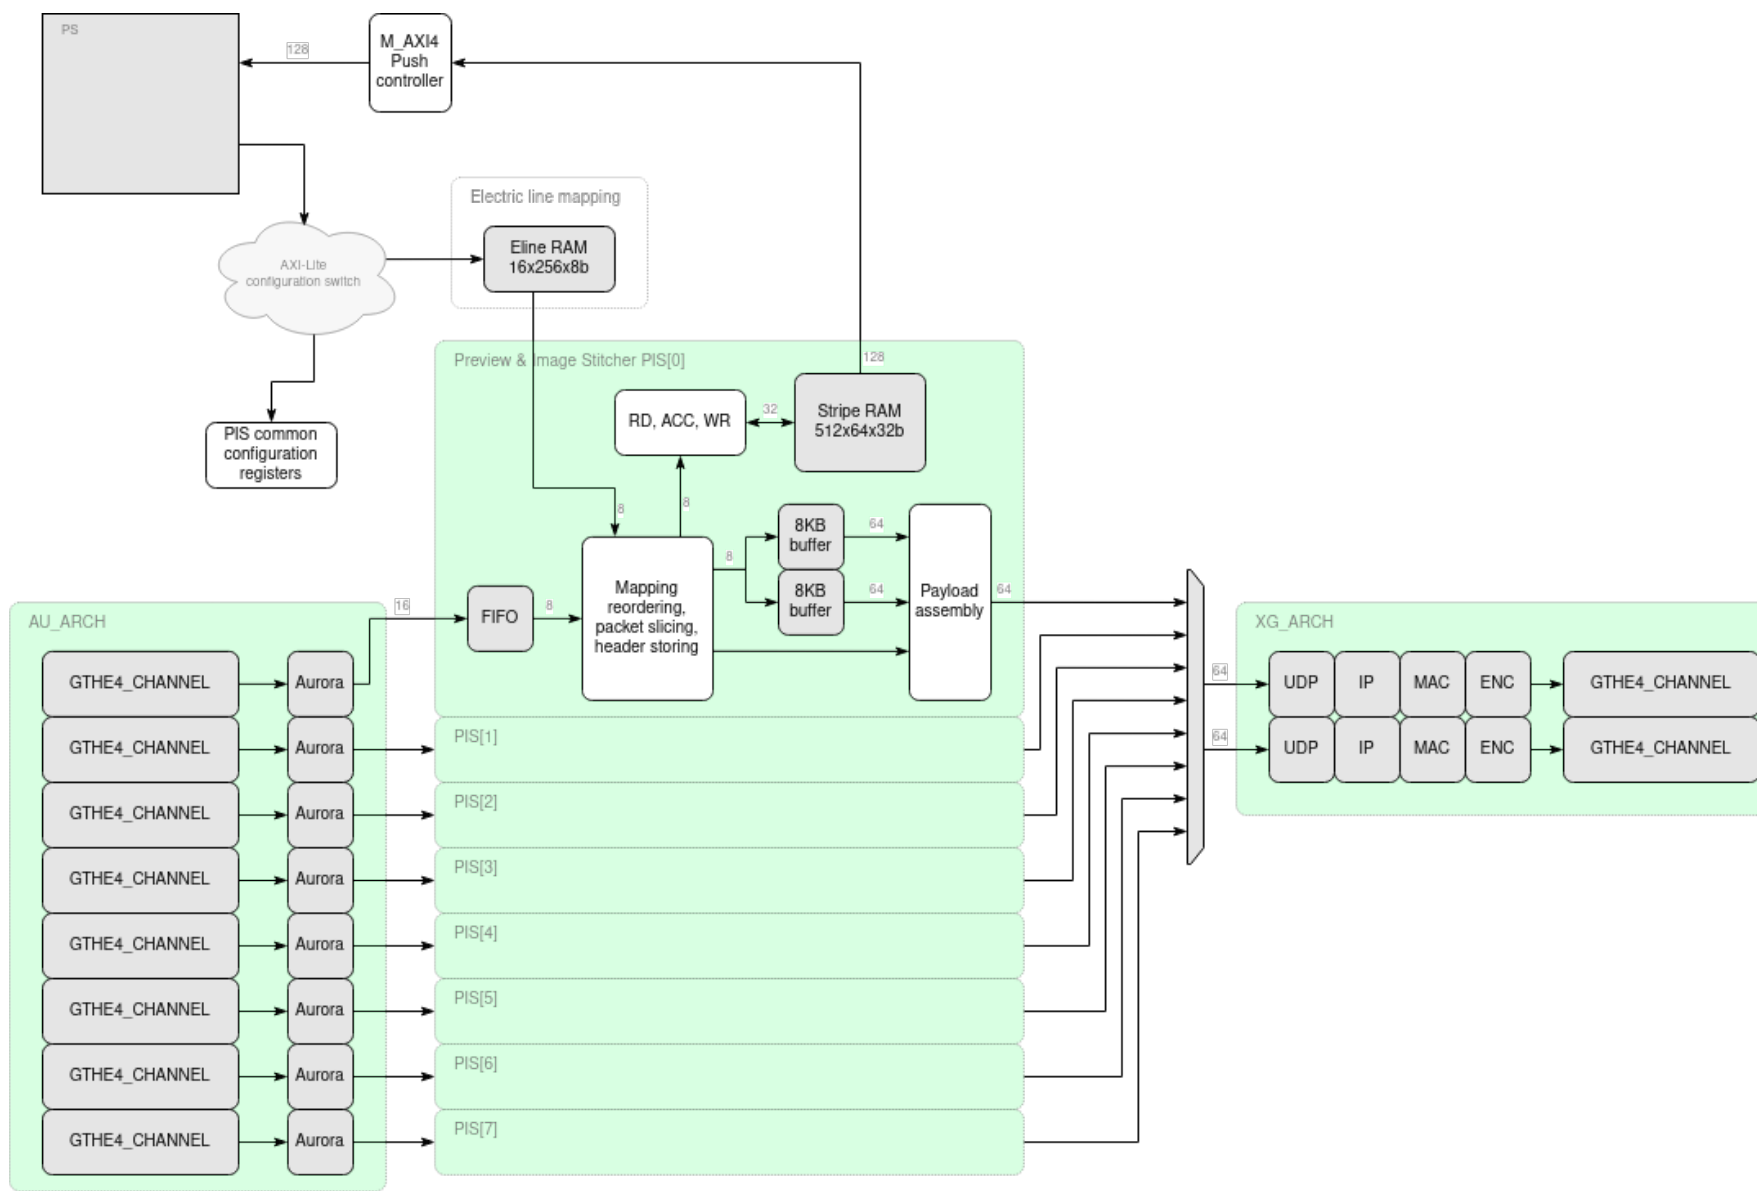 PS
128
M_AXI4
Push
controller
Electric line mapping
Eline RAM
16x256x8b
AXI-Lite
configuration switch
PIS common
configuration
registers
Preview & Image Stitcher PIS[0]
128
RD, ACC, WR
32
Stripe RAM
512x64x32b
8
8
8KB
buffer
64
8
Mapping
reordering,
packet slicing,
header storing
8KB
buffer
64
Payload
assembly
64
16
FIFO
8
AU_ARCH
GTHE4_CHANNEL
Aurora
GTHE4_CHANNEL
Aurora
PIS[1]
GTHE4_CHANNEL
Aurora
PIS[2]
GTHE4_CHANNEL
Aurora
PIS[3]
GTHE4_CHANNEL
Aurora
PIS[4]
GTHE4_CHANNEL
Aurora
PIS[5]
GTHE4_CHANNEL
Aurora
PIS[6]
GTHE4_CHANNEL
Aurora
PIS[7]
XG_ARCH
64
UDP
IP
MAC
ENC
GTHE4_CHANNEL
64
UDP
IP
MAC
ENC
GTHE4_CHANNEL